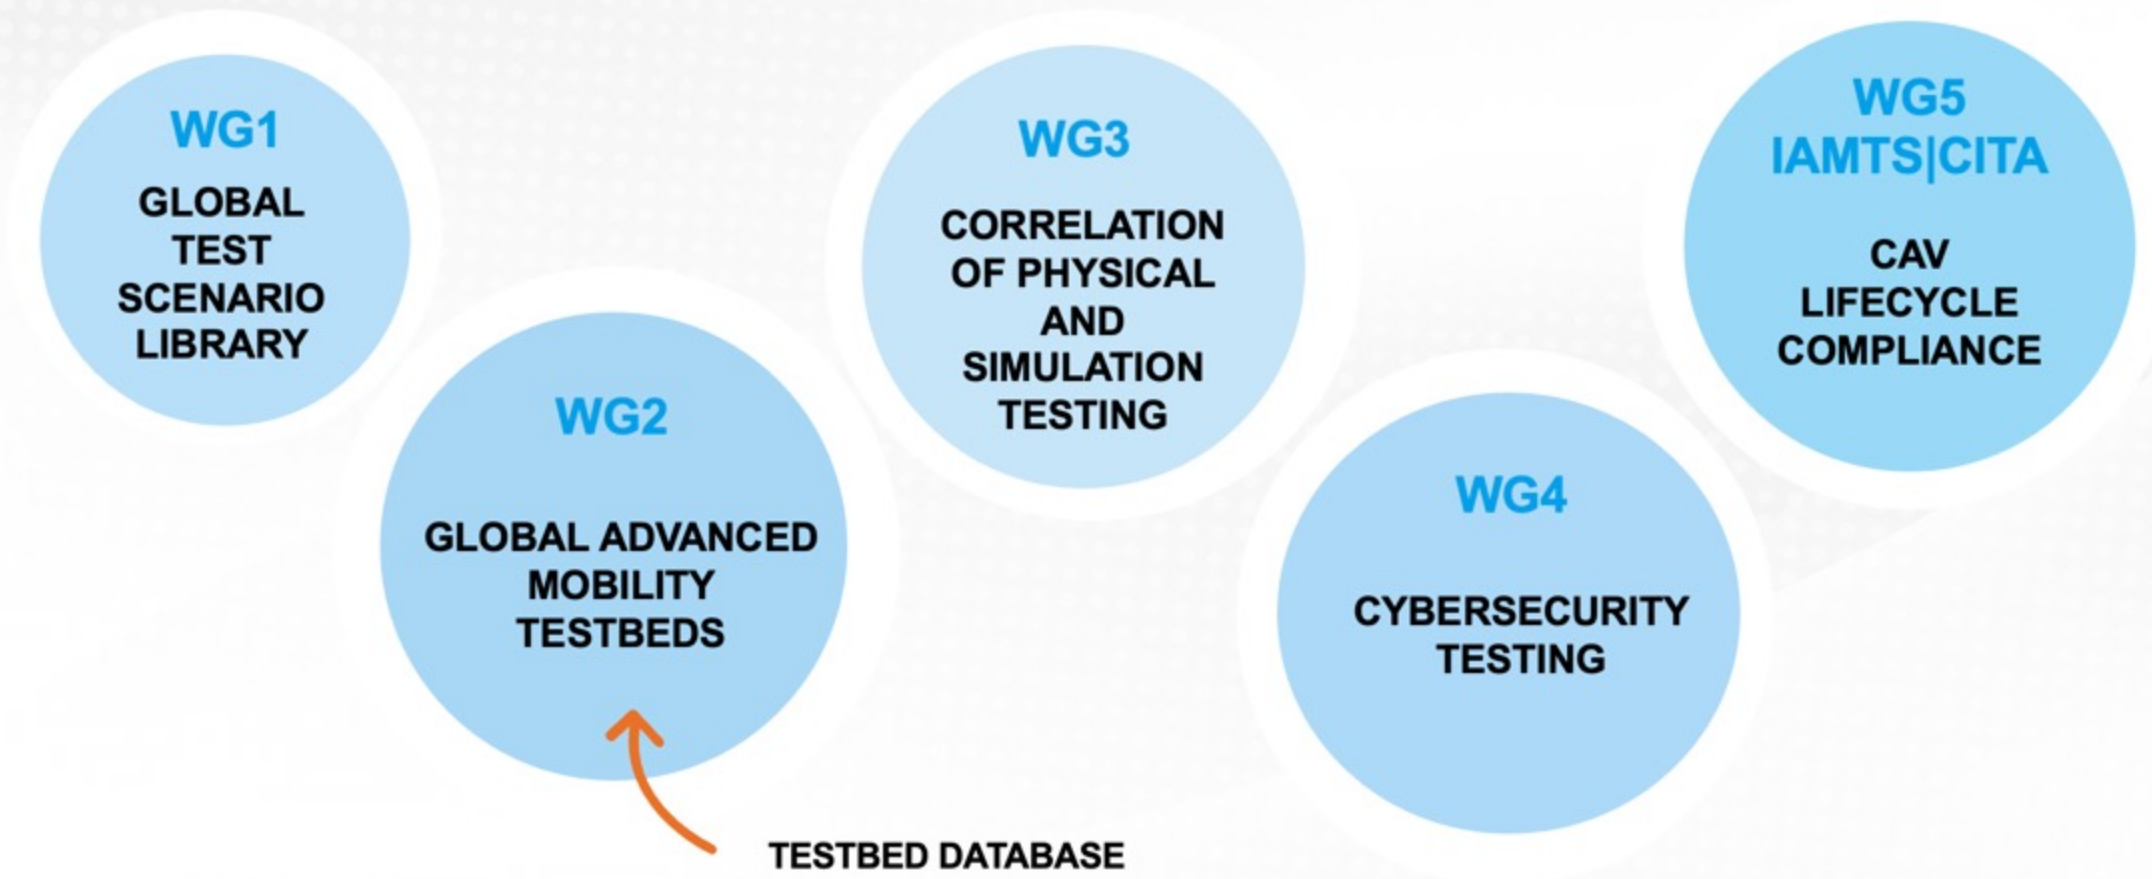 WG1
GLOBAL
TEST
SCENARIO
LIBRARY
WG2
GLOBAL ADVANCED
MOBILITY
TESTBEDS
TESTBED DATABASE
WG3
CORRELATION
OF PHYSICAL
AND
SIMULATION
TESTING
WG4
CYBERSECURITY
TESTING
WG5
IAMTS|CITA
CAV
LIFECYCLE
COMPLIANCE